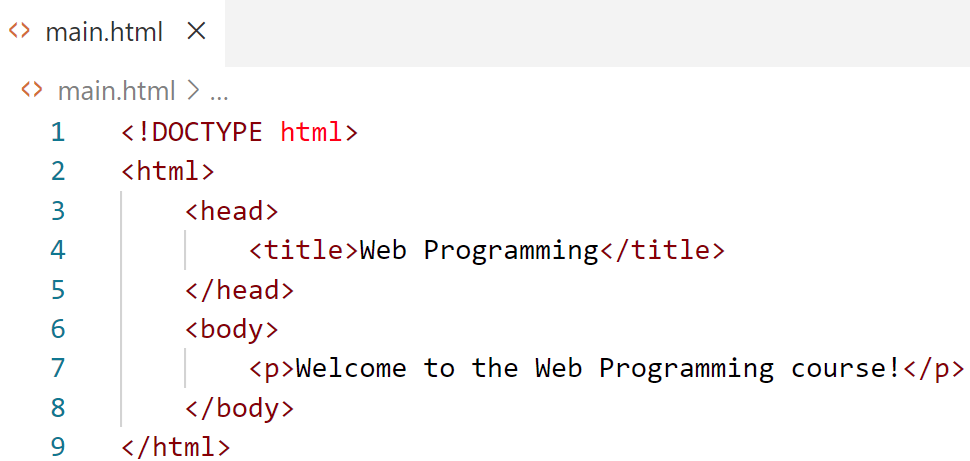 main.html
main.html > ...
1 <!DOCTYPE html>
2 <html>
3     <head>
4         <title>Web Programming</title>
5     </head>
6     <body>
7         <p>Welcome to the Web Programming course!</p>
8     </body>
9 </html>